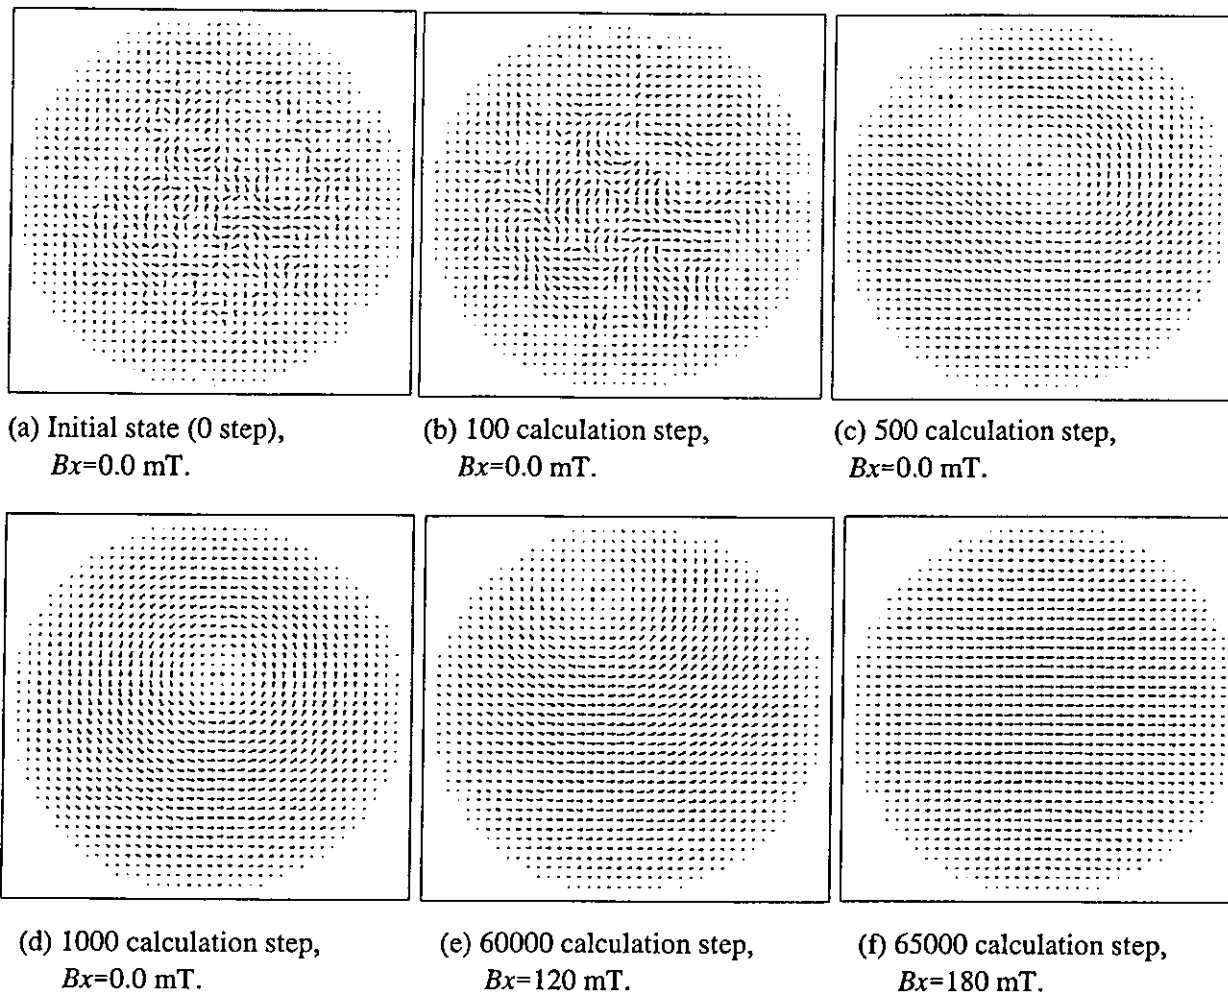 (a) Initial state (0 step),
Bx=0.0 mT.
(b) 100 calculation step,
Bx=0.0 mT.
(c) 500 calculation step,
Bx=0.0 mT.
(d) 1000 calculation step,
Bx=0.0 mT.
(e) 60000 calculation step,
Bx=120 mT.
(f) 65000 calculation step,
Bx=180 mT.